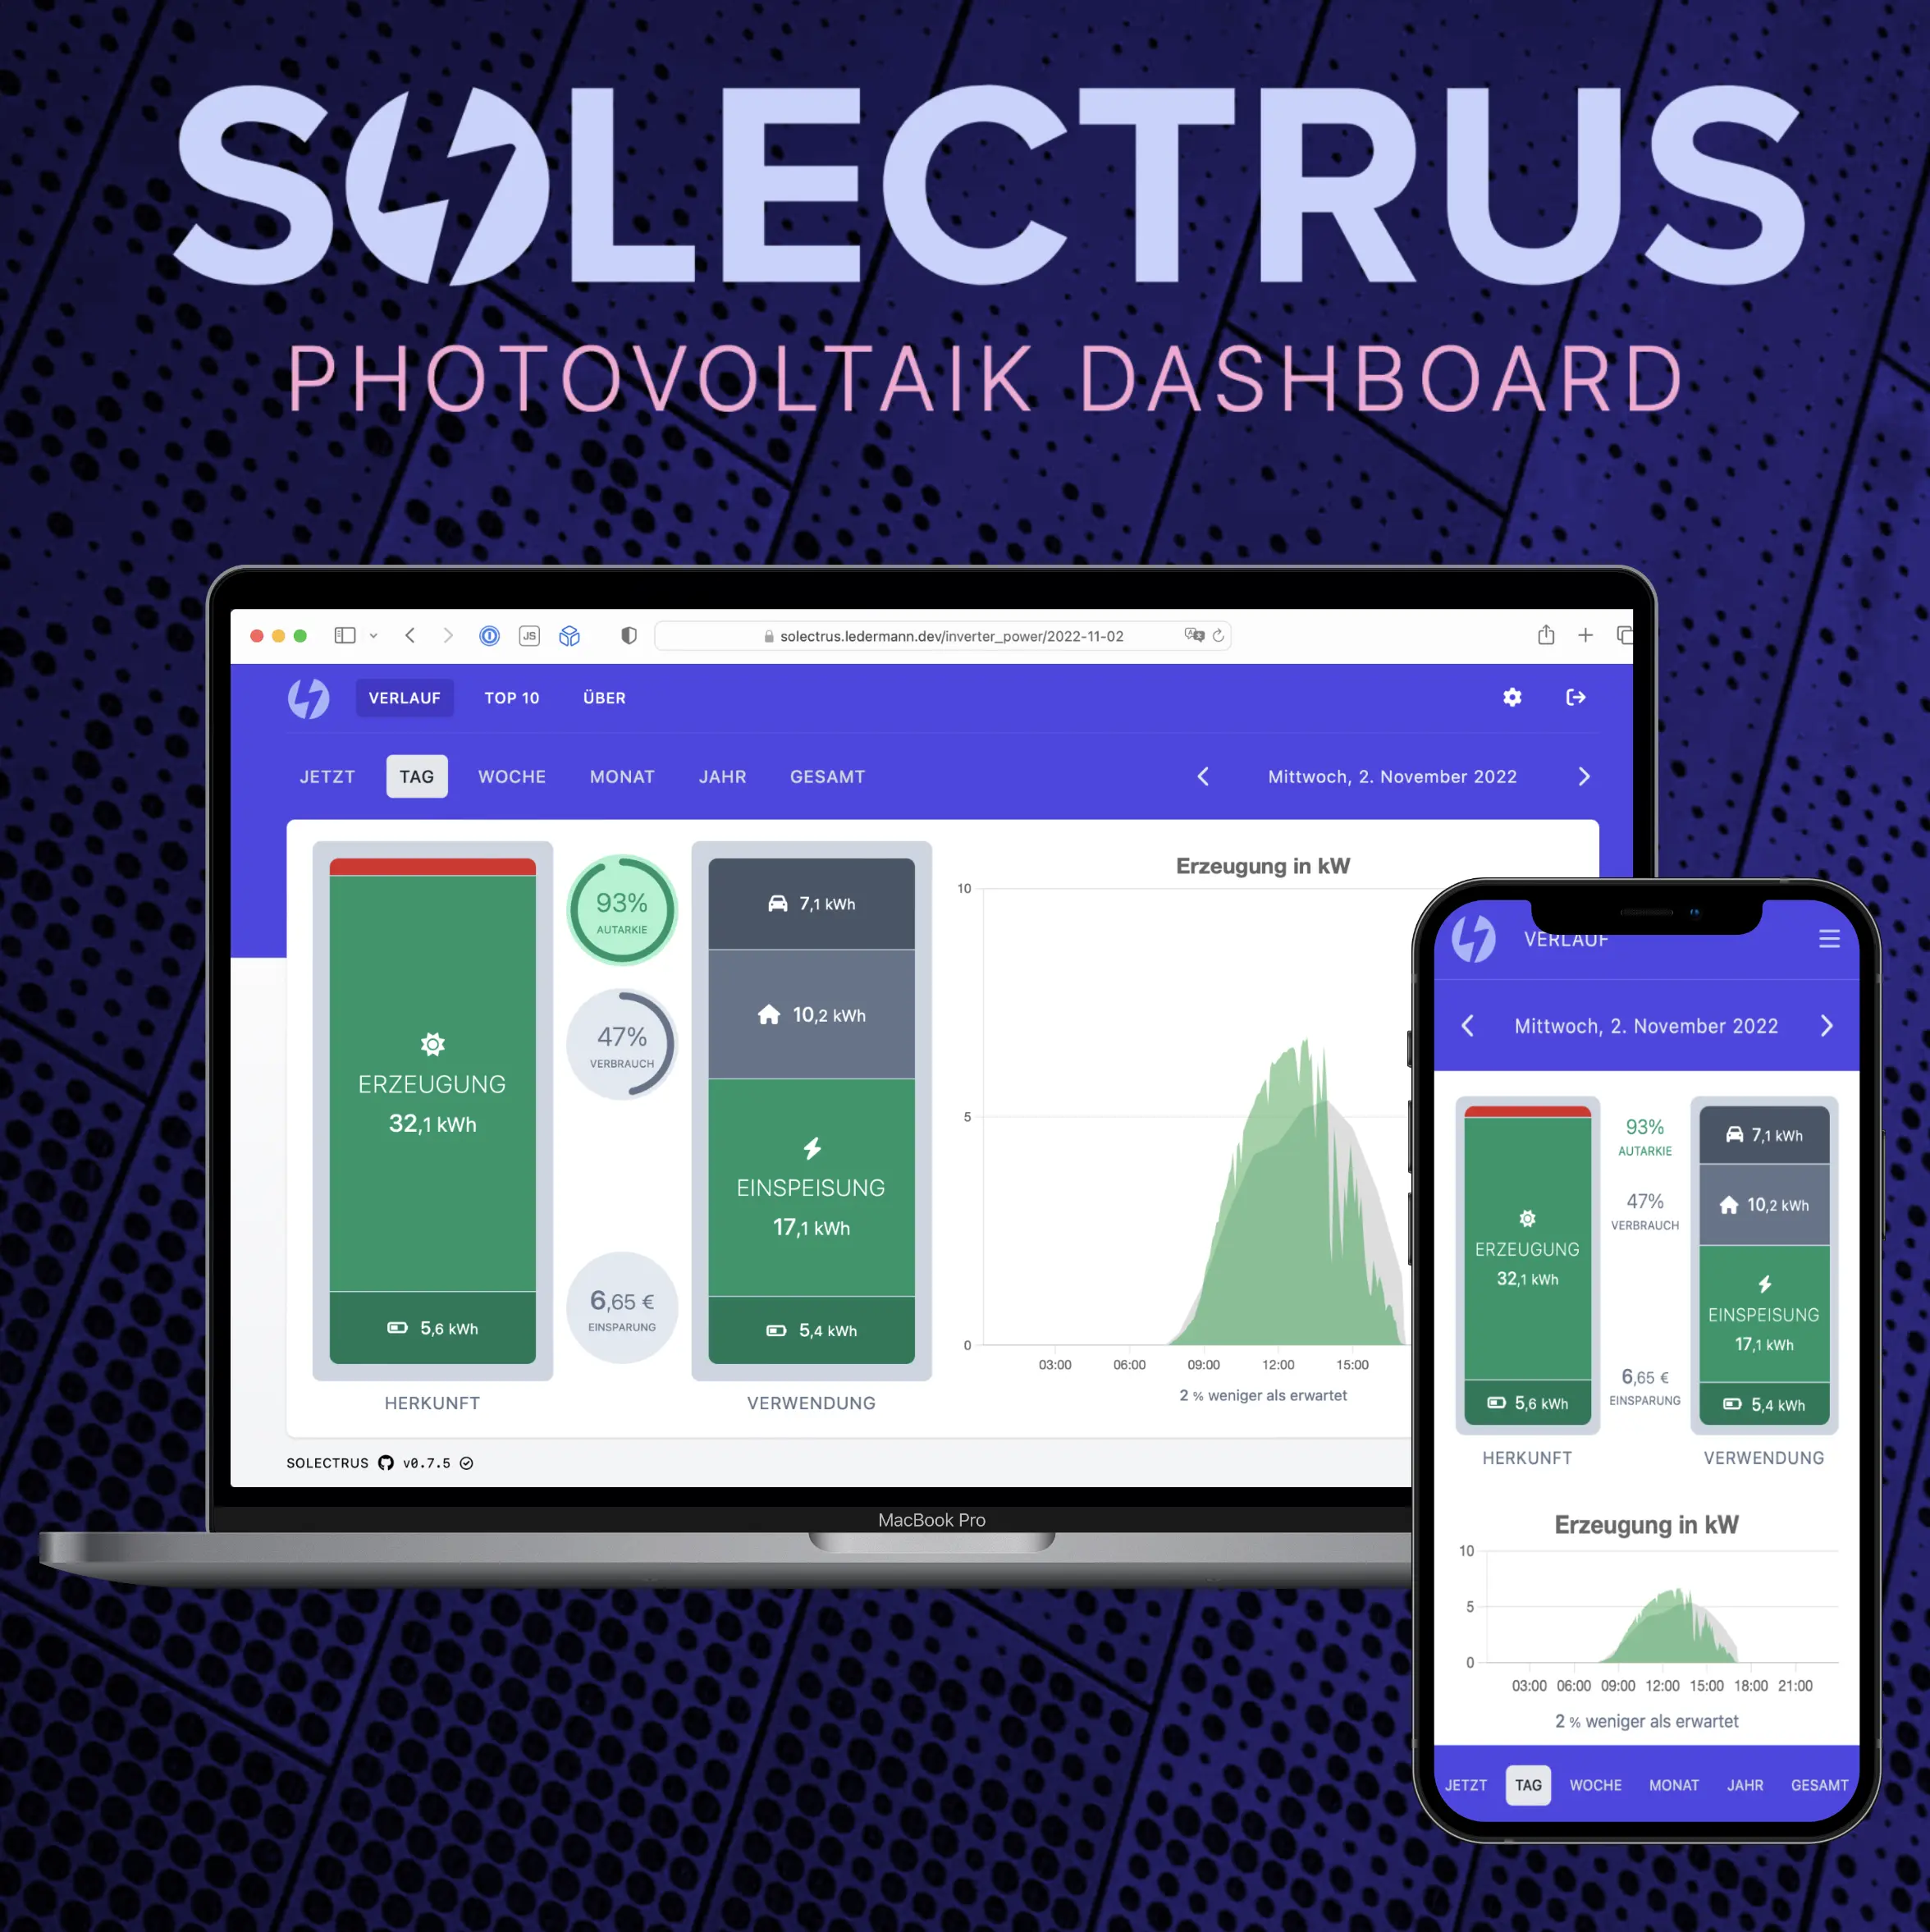 SOLECTRUS
PHOTOVOLTAIK DASHBOARD
JS
solectrus.ledermann.dev/inverter_power/2022-11-02
VERLAUF TOP 10 ÜBER
JETZT TAG WOCHE MONAT JAHR GESAMT
Mittwoch, 2. November 2022
ERZEUGUNG
32,1 kWh
5,6 kWh
HERKUNFT
93%
AUTARKIE
47%
VERBRAUCH
6,65 €
EINSPARUNG
7,1 kWh
10,2 kWh
EINSPEISUNG
17,1 kWh
5,4 kWh
VERWENDUNG
Erzeugung in kW
10
5
0
03:00 06:00 09:00 12:00 15:00
2 % weniger als erwartet
SOLECTRUS v0.7.5
MacBook Pro
VERLAUF
Mittwoch, 2. November 2022
ERZEUGUNG
32,1 kWh
5,6 kWh
HERKUNFT
93%
AUTARKIE
47%
VERBRAUCH
6,65 €
EINSPARUNG
7,1 kWh
10,2 kWh
EINSPEISUNG
17,1 kWh
5,4 kWh
VERWENDUNG
Erzeugung in kW
10
5
0
03:00 06:00 09:00 12:00 15:00 18:00 21:00
2 % weniger als erwartet
JETZT TAG WOCHE MONAT JAHR GESAMT